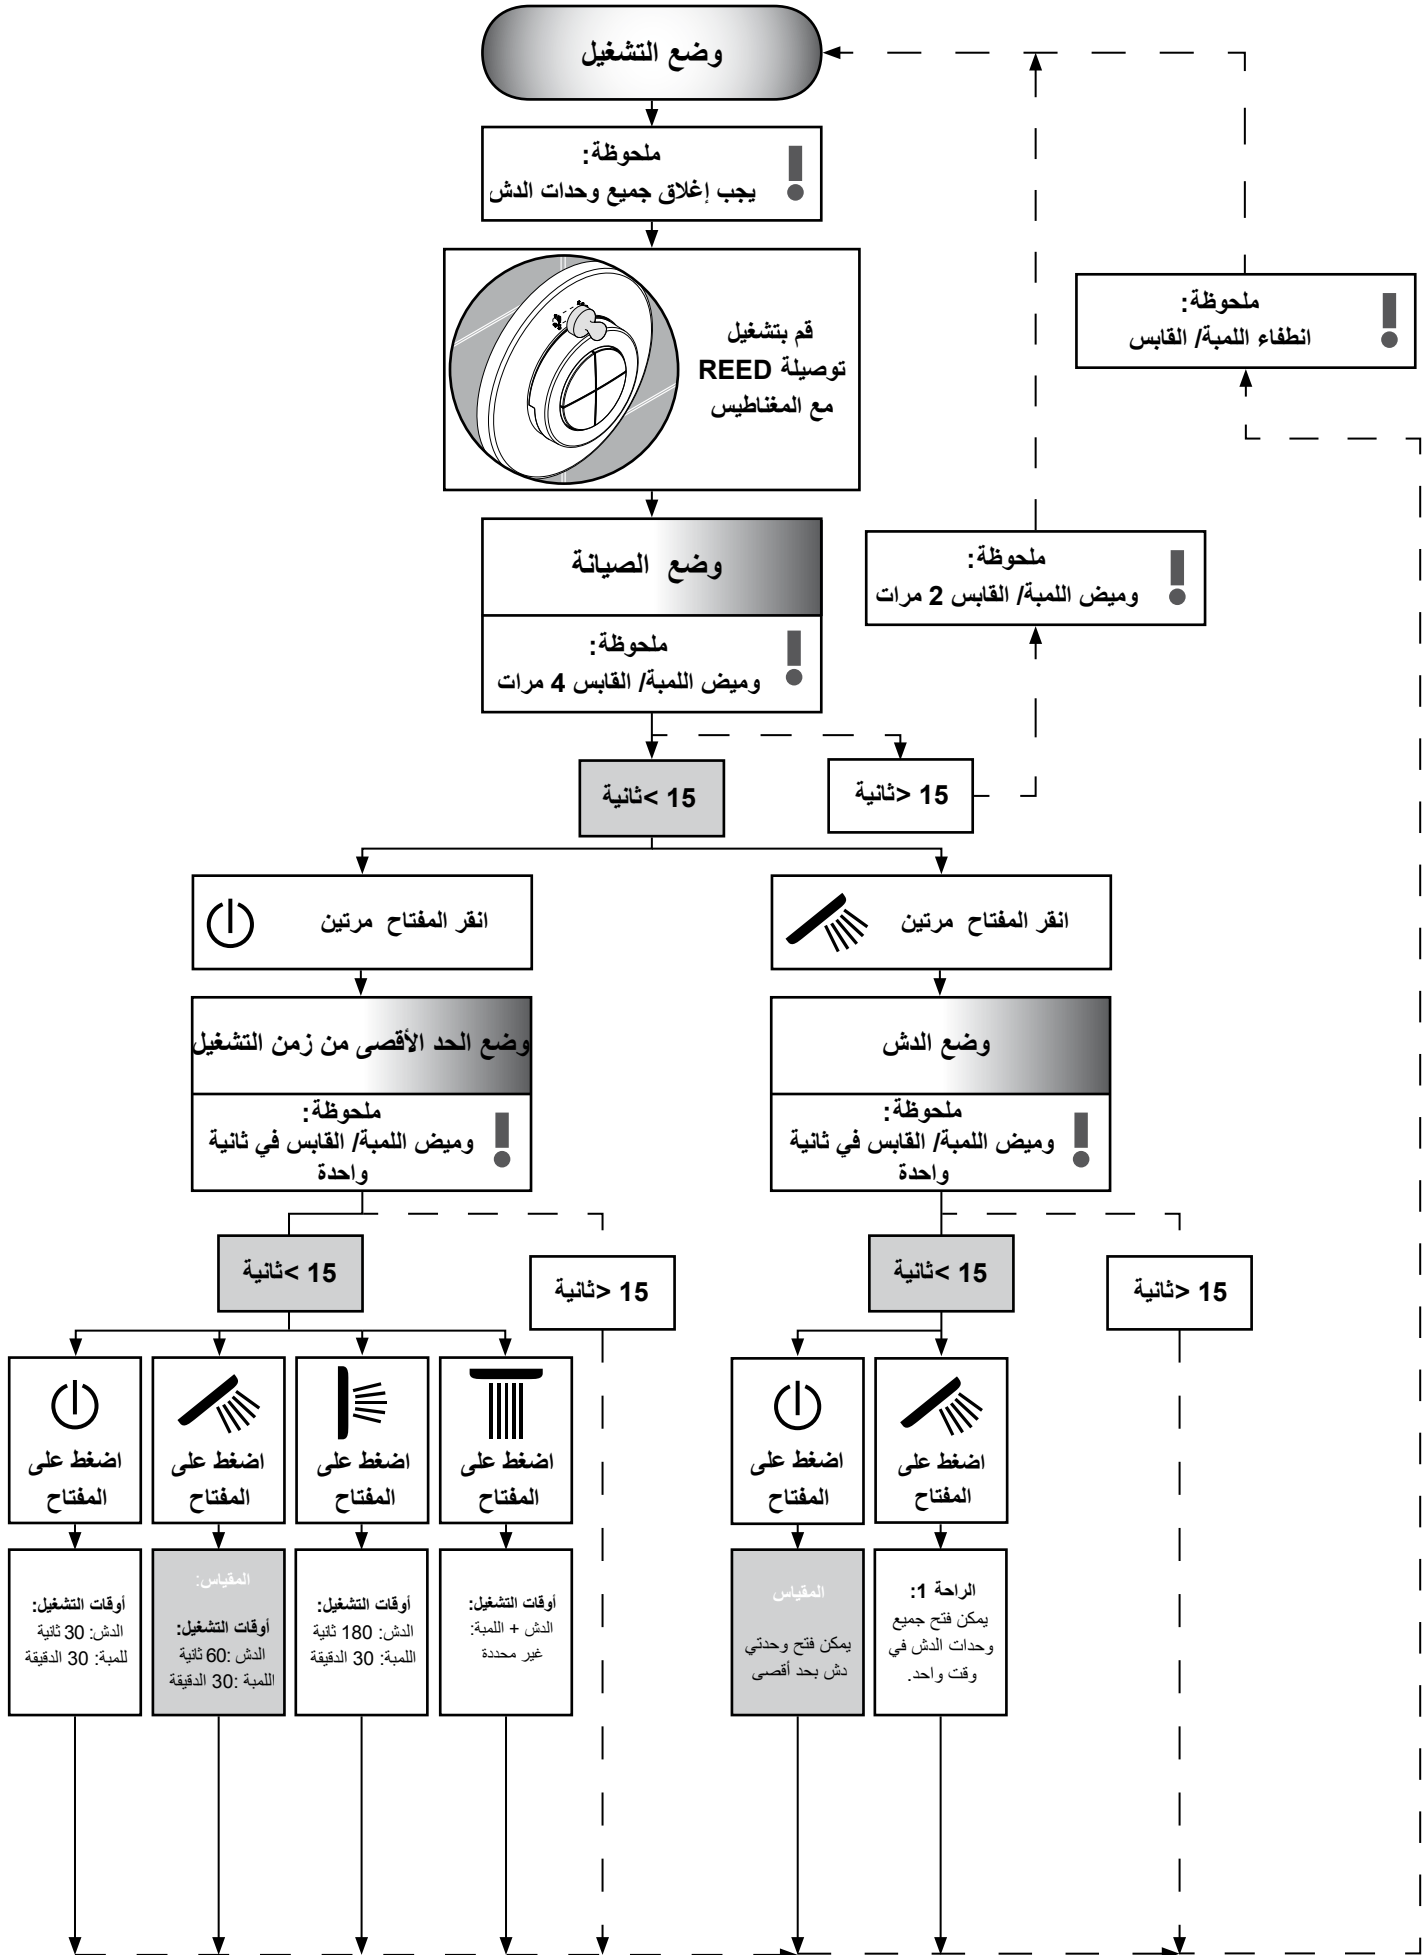 وضع التشغيل
ملحوظة:
يجب إغلاق جميع وحدات الدش
قم بتشغيل
توصيلة REED
مع المغناطيس
ملحوظة:
انطفاء اللمبة/ القابس
وضع الصيانة
ملحوظة:
وميض اللمبة/ القابس 4 مرات
ملحوظة:
وميض اللمبة/ القابس 2 مرات
15 >ثانية
15 <ثانية
انقر المفتاح مرتين
انقر المفتاح مرتين
وضع الدش
ملحوظة:
وميض اللمبة/ القابس في ثانية
واحدة
وضع الحد الأقصى من زمن التشغيل
ملحوظة:
وميض اللمبة/ القابس في ثانية
واحدة
15 <ثانية
15 >ثانية
15 <ثانية
15 >ثانية
اضغط على
المفتاح
اضغط على
المفتاح
اضغط على
المفتاح
اضغط على
المفتاح
اضغط على
المفتاح
اضغط على
المفتاح
الراحة 1:
يمكن فتح جميع
وحدات الدش في
وقت واحد.
المقياس
يمكن فتح وحدتي
دش بحد أقصى
أوقات التشغيل:
الدش + اللمبة:
غير محددة
أوقات التشغيل:
الدش: 180 ثانية
اللمبة: 30 الدقيقة
المقياس:
أوقات التشغيل:
الدش :60 ثانية
اللمبة :30 الدقيقة
أوقات التشغيل:
الدش: 30 ثانية
للمبة: 30 الدقيقة